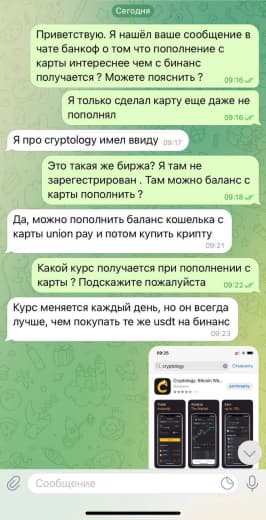 Сегодня
Приветствую. Я нашёл ваше сообщение в
чате банкоф о том что пополнение с
карты интереснее чем с бинанс
получается ? Можете пояснить ?
09:16
Я только сделал карту еще даже не
пополнял
09:16
Я про cryptology имел ввиду 09:17
Это такая же биржа? Я там не
зарегестрирован . Там можно баланс с
карты пополнить ?
09:18
Да, можно пополнить баланс кошелька с
карты union pay и потом купить крипту
09:21
Какой курс получается при пополнении с
карты ? Подскажите пожалуйста 09:22
Курс меняется каждый день, но он всегда
лучше, чем покупать те же usdt на бинанс
09:23
09:25
cryptology
Отменить
Cryptology: Bitcoin Wa...
Сообщение